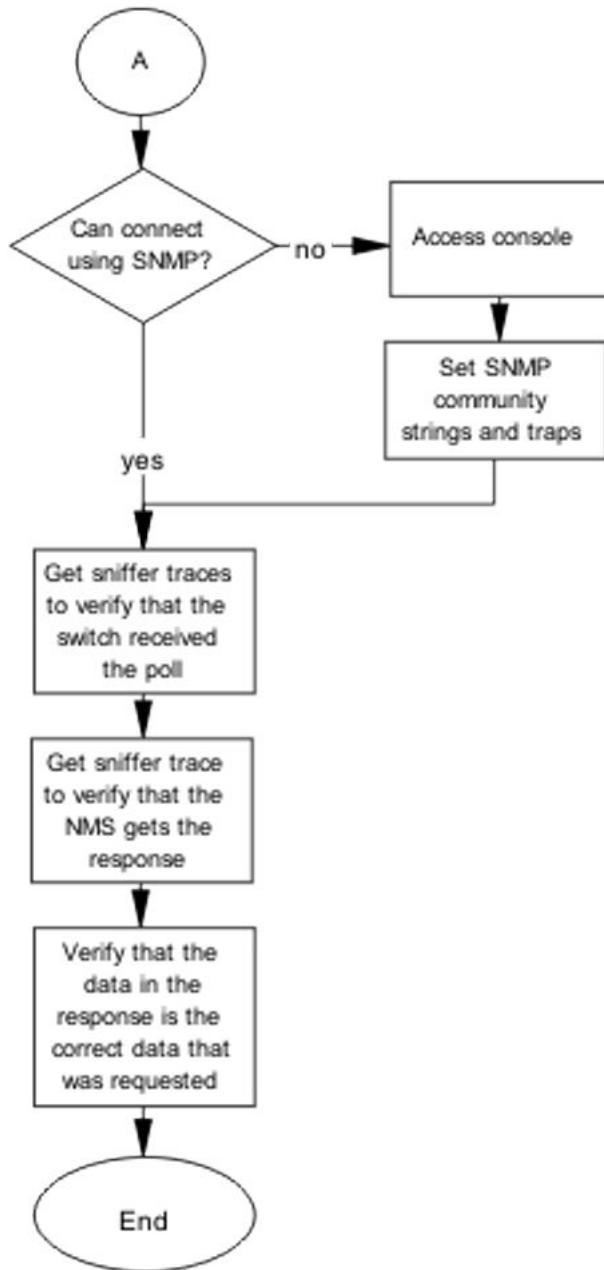 A
Can connect
using SNMP?
no
Access console
Set SNMP
community
strings and traps
yes
Get sniffer traces
to verify that the
switch received
the poll
Get sniffer trace
to verify that the
NMS gets the
response
Verify that the
data in the
response is the
correct data that
was requested
End